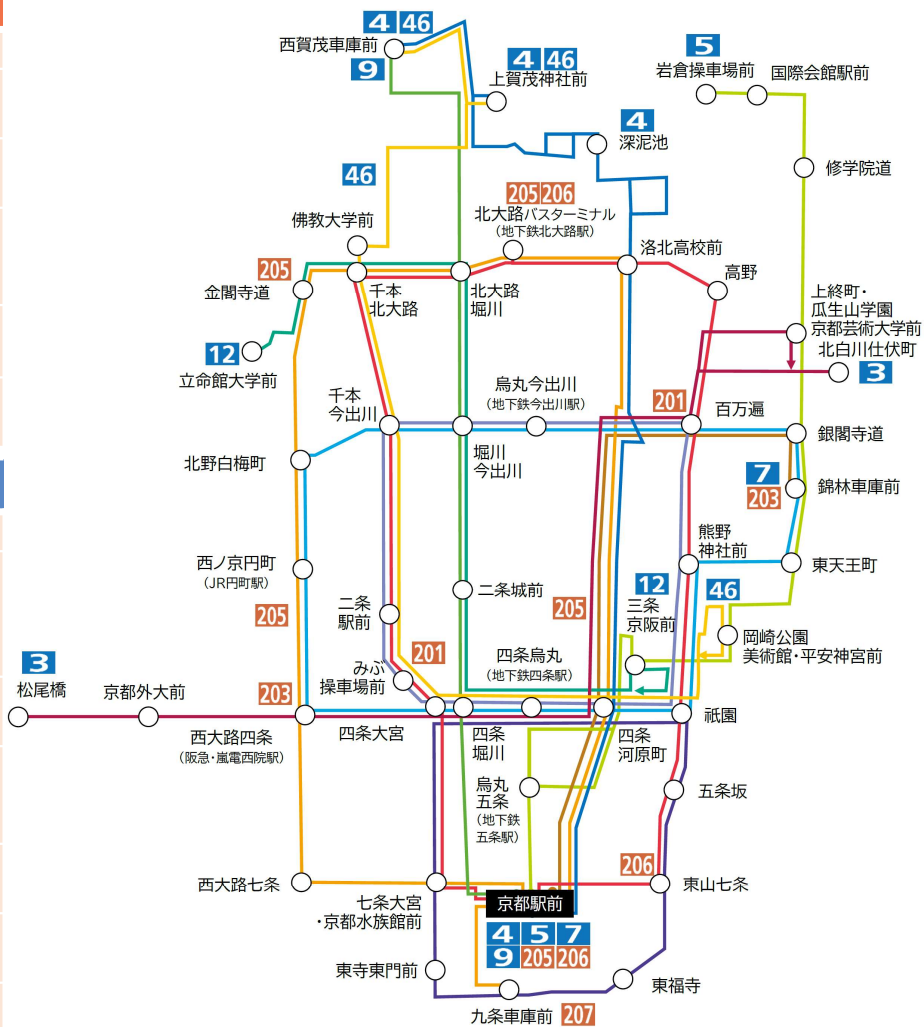 4 46
西賀茂車庫前
9
4 46
上賀茂神社前
5
岩倉操車場前
国際会館駅前
4
深泥池
46
修学院道
205 206
北大路バスターミナル
(地下鉄北大路駅)
佛教大学前
洛北高校前
205
金閣寺道
千本
北大路
北大路
堀川
高野
上終町・
瓜生山学園
京都芸術大学前
北白川仕伏町
3
12
立命館大学前
千本
今出川
烏丸今出川
(地下鉄今出川駅)
201
百万遍
銀閣寺道
北野白梅町
堀川
今出川
7
203
錦林車庫前
西ノ京円町
(JR円町駅)
熊野
神社前
東天王町
205
二条
駅前
二条城前
205
12
三条
京阪前
46
岡崎公園
美術館・平安神宮前
201
みぶ
操車場前
四条烏丸
(地下鉄四条駅)
3
松尾橋
京都外大前
203
西大路四条
(阪急・嵐電西院駅)
四条大宮
四条
堀川
四条
河原町
祇園
烏丸
五条
(地下鉄
五条駅)
五条坂
206
西大路七条
七条大宮
・京都水族館前
京都駅前
東山七条
4 5 7
9 205 206
東寺東門前
東福寺
九条車庫前 207